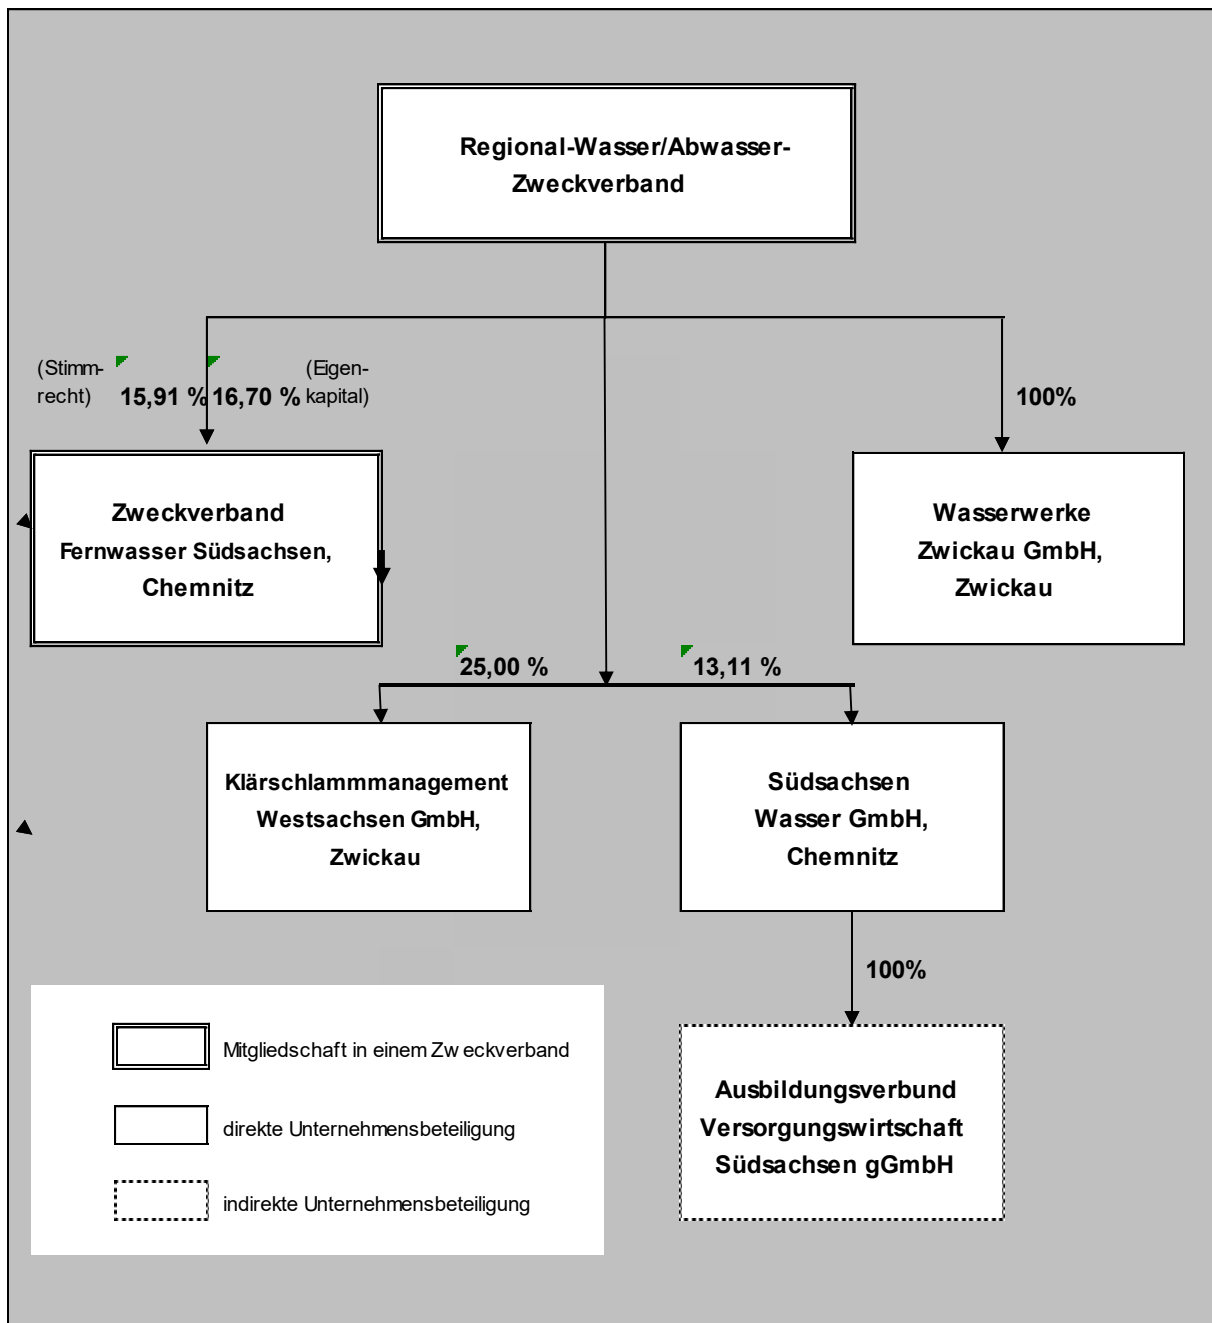 Regional-Wasser/Abwasser-
Zweckverband
(Stimm-
recht)
15,91 %
16,70 %
(Eigen-
kapital)
100%
Zweckverband
Fernwasser Südsachsen,
Chemnitz
Wasserwerke
Zwickau GmbH,
Zwickau
25,00 %
13,11 %
Klärschlammmanagement
Westsachsen GmbH,
Zwickau
Südsachsen
Wasser GmbH,
Chemnitz
100%
Ausbildungsverbund
Versorgungswirtschaft
Südsachsen gGmbH
Mitgliedschaft in einem Zweckverband
direkte Unternehmensbeteiligung
indirekte Unternehmensbeteiligung